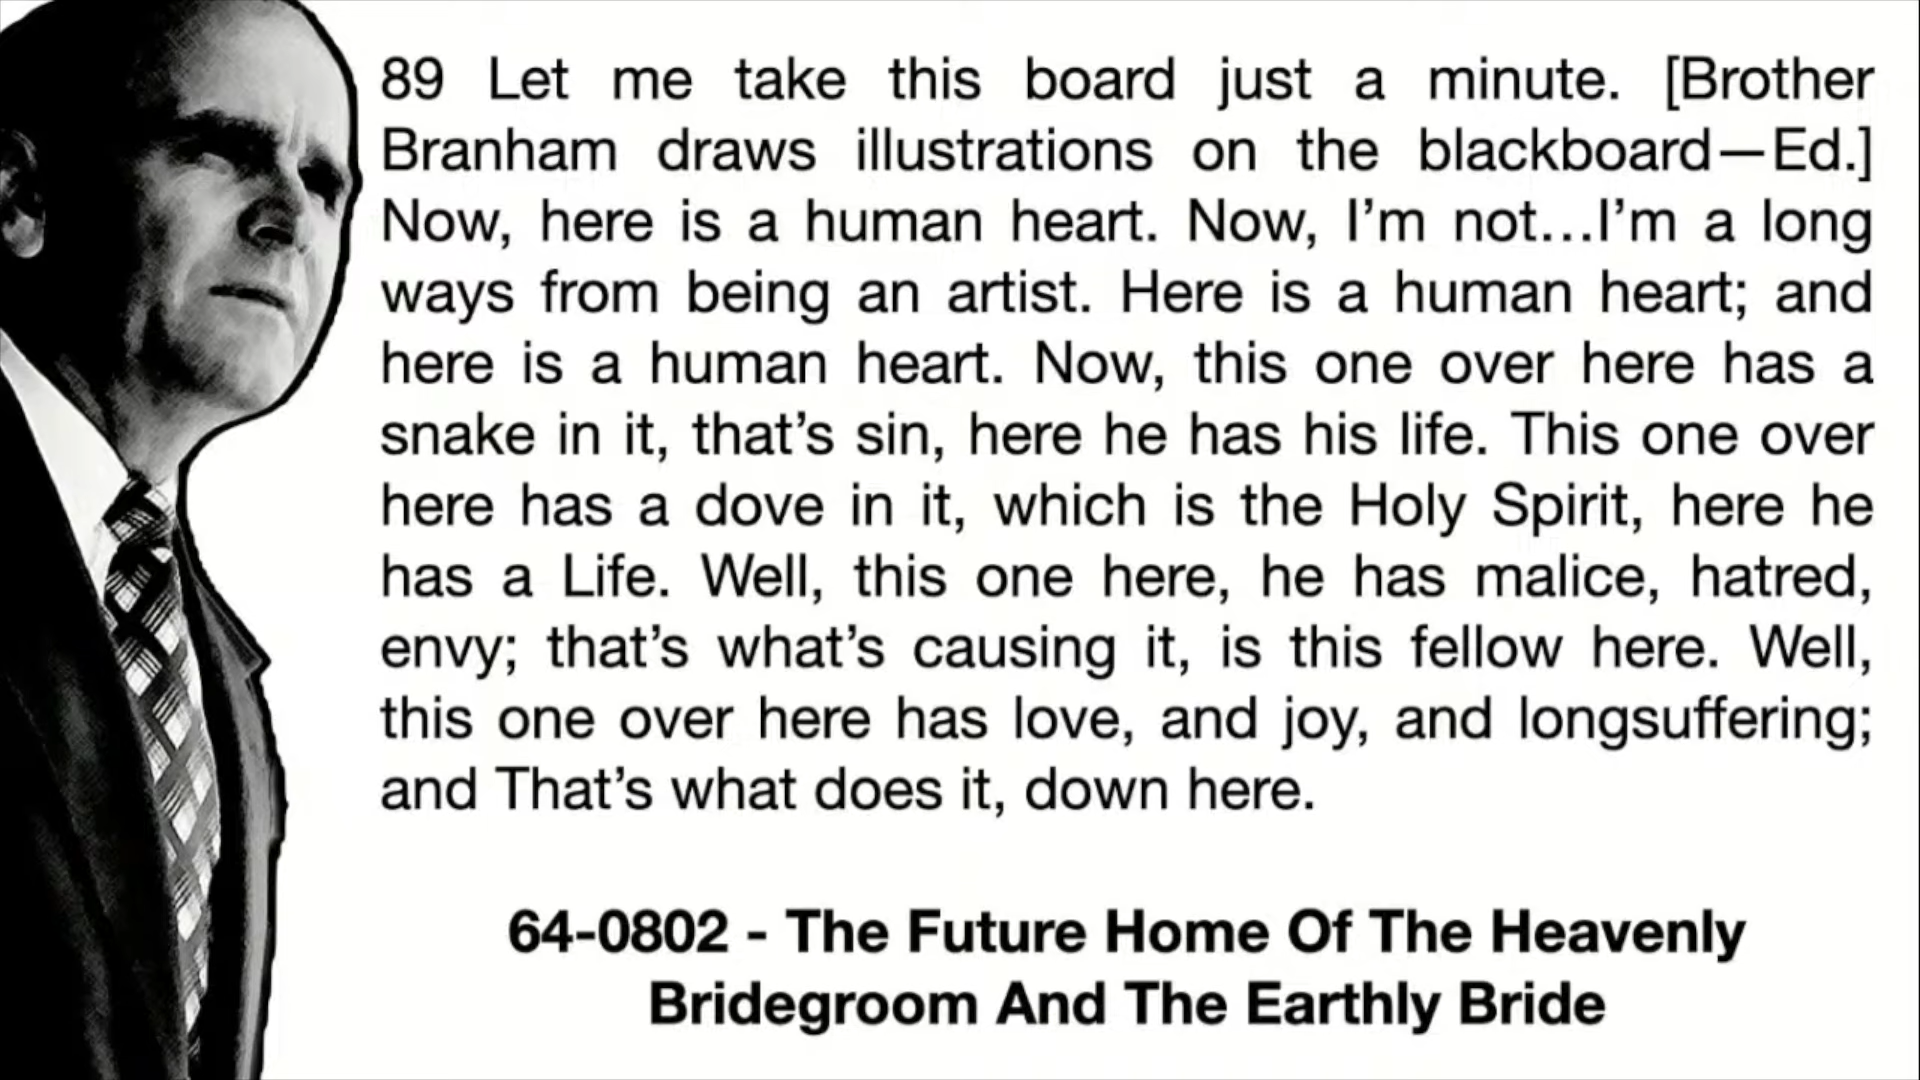 89 Let me take this board just a minute. [Brother
Branham draws illustrations on the blackboard—Ed.]
Now, here is a human heart. Now, I’m not…I’m a long
ways from being an artist. Here is a human heart; and
here is a human heart. Now, this one over here has a
snake in it, that’s sin, here he has his life. This one over
here has a dove in it, which is the Holy Spirit, here he
has a Life. Well, this one here, he has malice, hatred,
envy; that’s what’s causing it, is this fellow here. Well,
this one over here has love, and joy, and longsuffering;
and That’s what does it, down here.
64-0802 - The Future Home Of The Heavenly
Bridegroom And The Earthly Bride